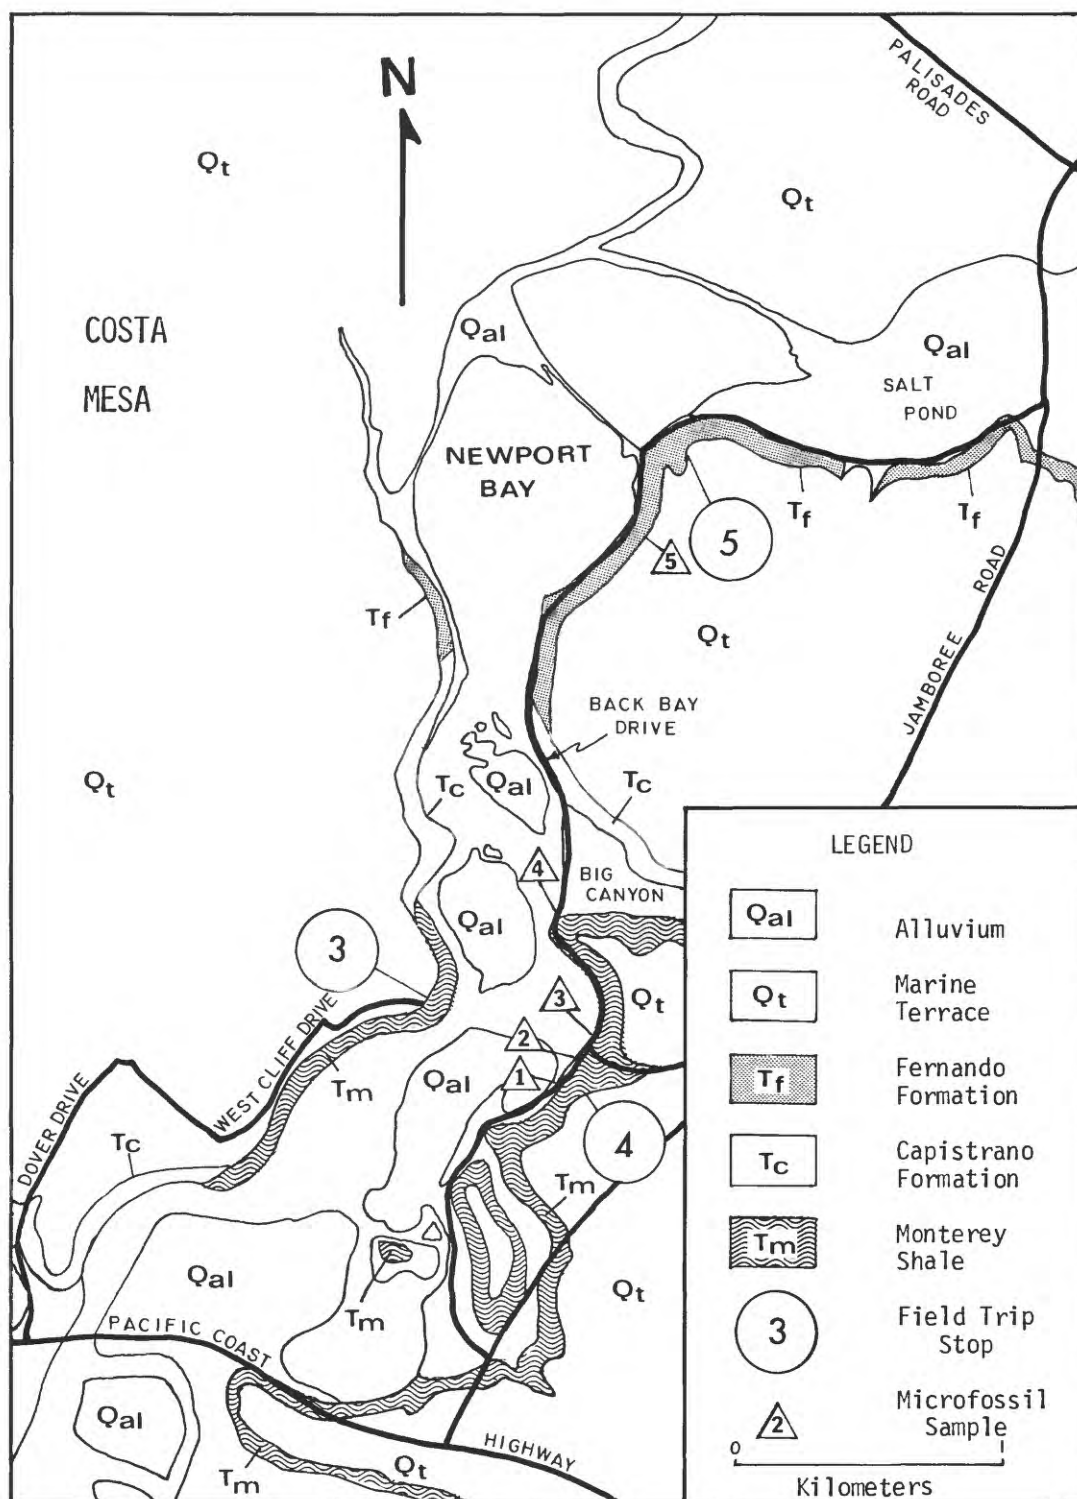 PALISADES
ROAD
N
Qt
Qt
COSTA
MESA
Qal
Qal
SALT
POND
NEWPORT
BAY
Tf
Tf
5
5
Tf
Qt
JAMBOREE ROAD
BACK BAY
DRIVE
Qt
Tc
Qal
Tc
4
BIG
CANYON
Qal
3
3
Qt
WEST CLIFF DRIVE
2
1
Tm
Qal
DOVER DRIVE
Tc
4
Tm
Qal
Tm
Qt
PACIFIC COAST
HIGHWAY
Qal
Tm
Qt
LEGEND
Qal
Alluvium
Qt
Marine
Terrace
Tf
Fernando
Formation
Tc
Capistrano
Formation
Tm
Monterey
Shale
3
Field Trip
Stop
2
Microfossil
Sample
0 1
Kilometers